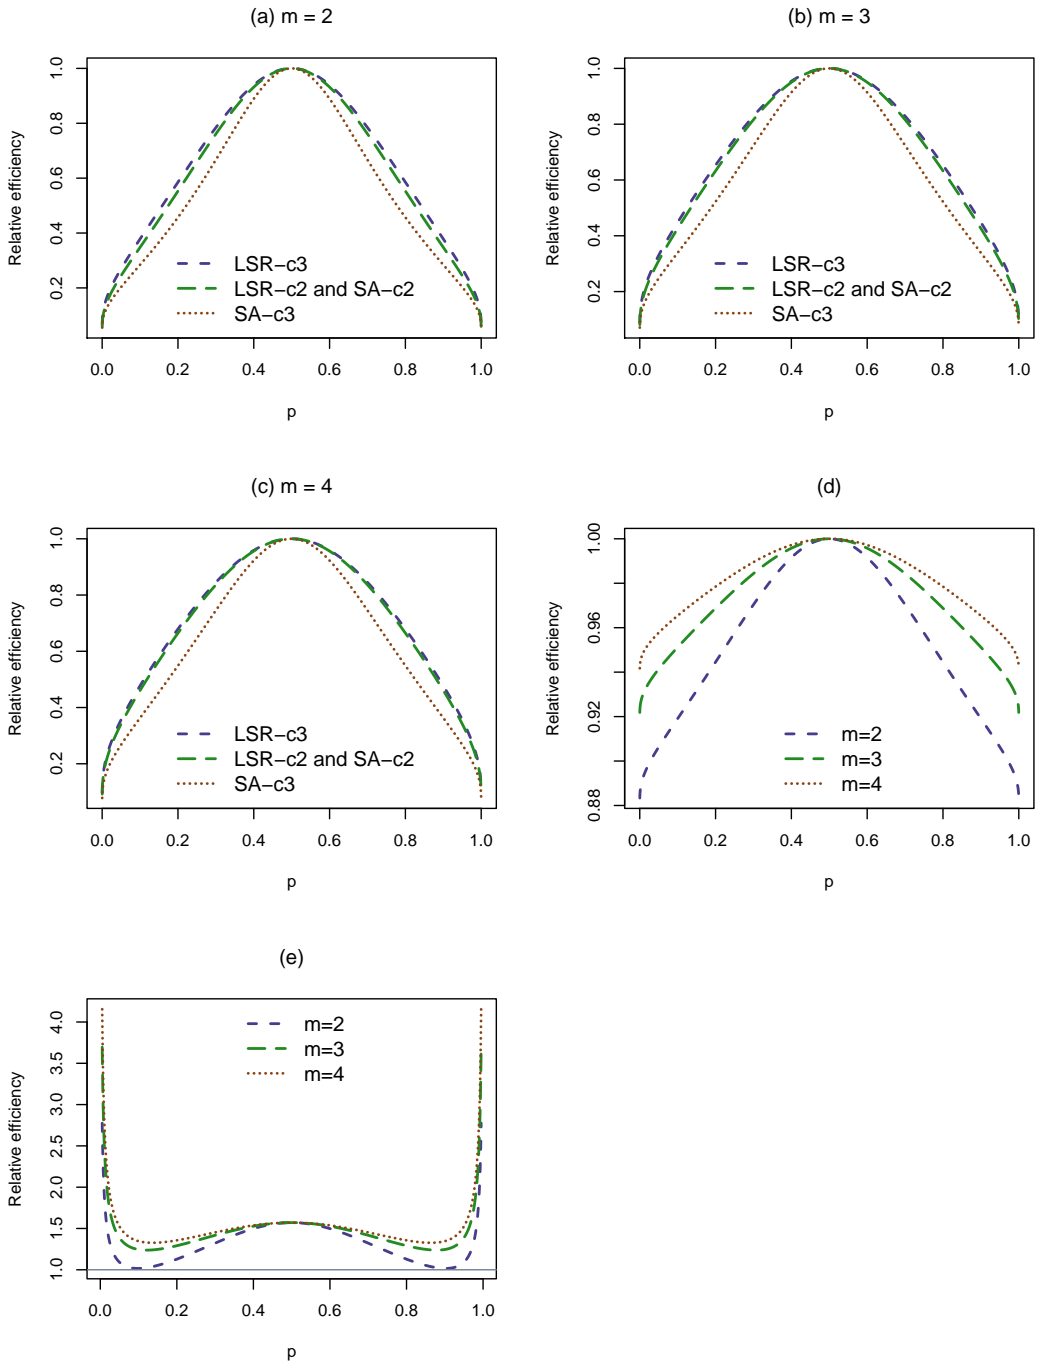 (a) m = 2
Relative efficiency
1.0
0.8
0.6
0.4
0.2
LSR−c3
LSR−c2 and SA−c2
SA−c3
0.0 0.2 0.4 0.6 0.8 1.0
p
(b) m = 3
Relative efficiency
1.0
0.8
0.6
0.4
0.2
LSR−c3
LSR−c2 and SA−c2
SA−c3
0.0 0.2 0.4 0.6 0.8 1.0
p
(c) m = 4
Relative efficiency
1.0
0.8
0.6
0.4
0.2
LSR−c3
LSR−c2 and SA−c2
SA−c3
0.0 0.2 0.4 0.6 0.8 1.0
p
(d)
Relative efficiency
1.00
0.96
0.92
0.88
m=2
m=3
m=4
0.0 0.2 0.4 0.6 0.8 1.0
p
(e)
Relative efficiency
4.0
3.5
3.0
2.5
2.0
1.5
1.0
m=2
m=3
m=4
0.0 0.2 0.4 0.6 0.8 1.0
p